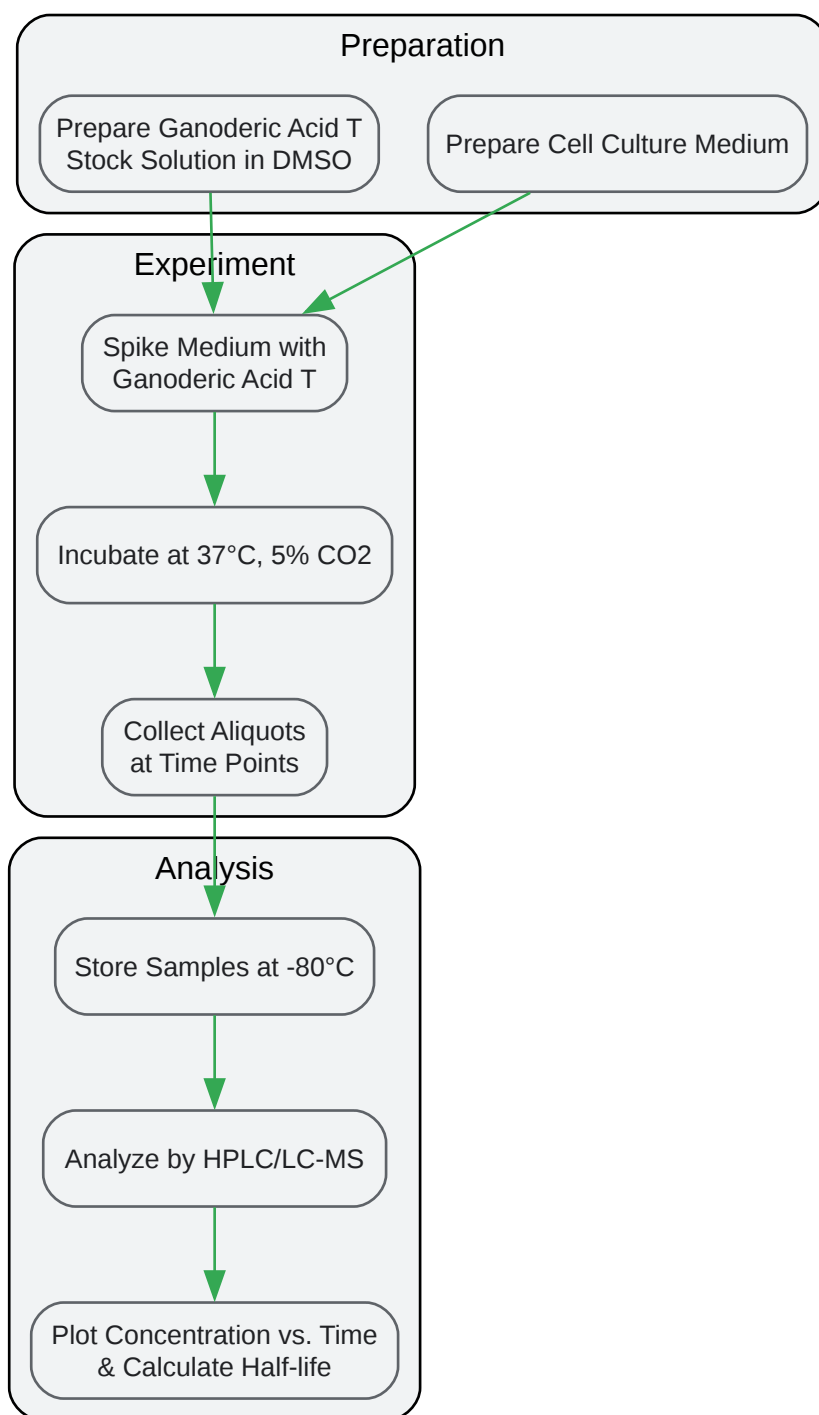 Preparation
Prepare Ganoderic Acid T
Stock Solution in DMSO
Prepare Cell Culture Medium
Experiment
Spike Medium with
Ganoderic Acid T
Incubate at 37°C, 5% CO2
Collect Aliquots
at Time Points
Analysis
Store Samples at -80°C
Analyze by HPLC/LC-MS
Plot Concentration vs. Time
& Calculate Half-life